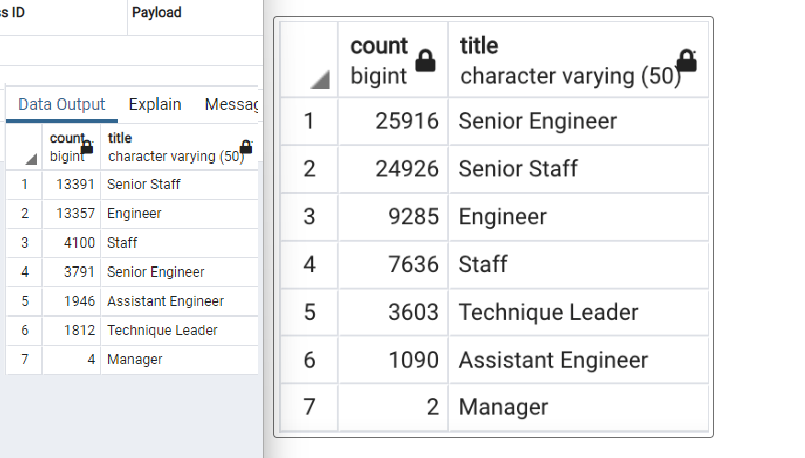 s ID Payload
Data Output Explain Messag
count title
bigint character varying (50)
1 13391 Senior Staff
2 13357 Engineer
3 4100 Staff
4 3791 Senior Engineer
5 1946 Assistant Engineer
6 1812 Technique Leader
7 4 Manager
count title
bigint character varying (50)
1 25916 Senior Engineer
2 24926 Senior Staff
3 9285 Engineer
4 7636 Staff
5 3603 Technique Leader
6 1090 Assistant Engineer
7 2 Manager